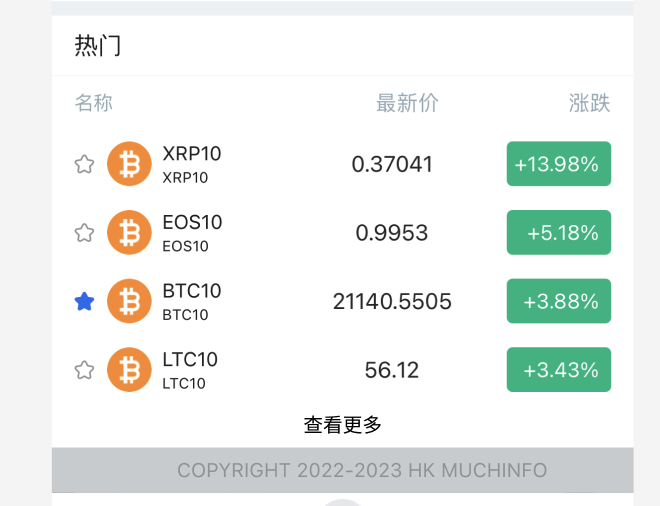 热门
名称 最新价 涨跌
XRP10
XRP10 0.37041 +13.98%
EOS10
EOS10 0.9953 +5.18%
BTC10
BTC10 21140.5505 +3.88%
LTC10
LTC10 56.12 +3.43%
查看更多
COPYRIGHT 2022-2023 HK MUCHINFO